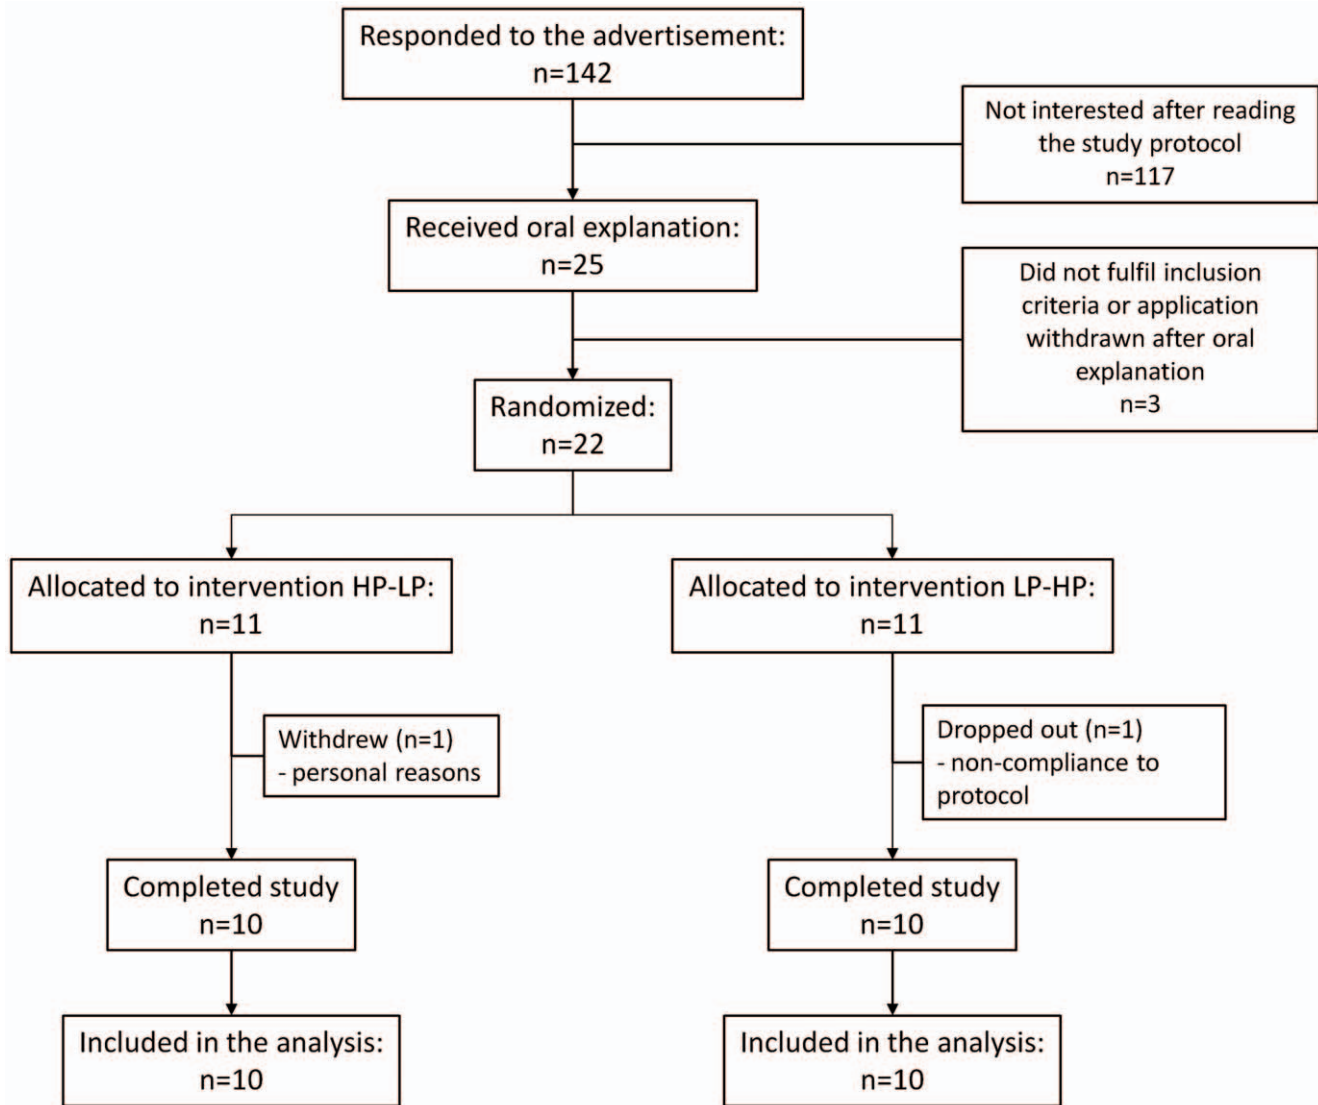 Responded to the advertisement:
n=142
Not interested after reading
the study protocol
n=117
Received oral explanation:
n=25
Did not fulfil inclusion
criteria or application
withdrawn after oral
explanation
n=3
Randomized:
n=22
Allocated to intervention HP-LP:
n=11
Allocated to intervention LP-HP:
n=11
Withdrew (n=1)
- personal reasons
Dropped out (n=1)
- non-compliance to
protocol
Completed study
n=10
Completed study
n=10
Included in the analysis:
n=10
Included in the analysis:
n=10